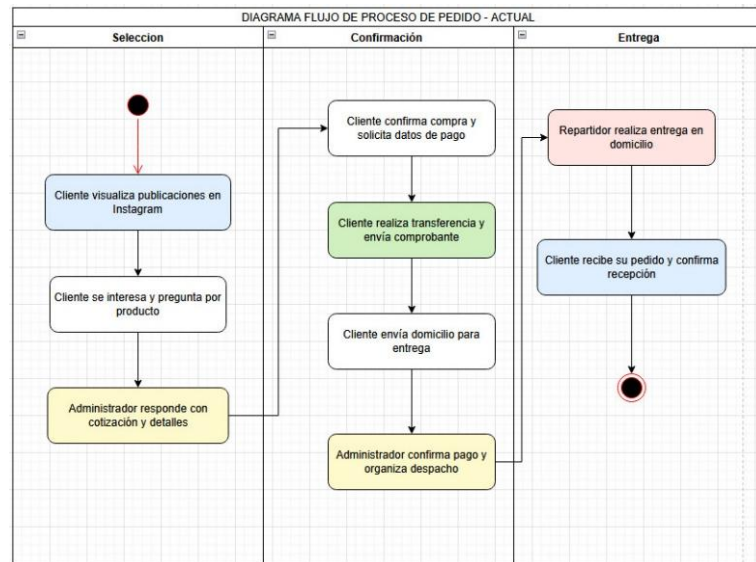 DIAGRAMA FLUJO DE PROCESO DE PEDIDO - ACTUAL
Seleccion
Confirmación
Entrega
Cliente visualiza publicaciones en
Instagram
Cliente se interesa y pregunta por
producto
Administrador responde con
cotización y detalles
Cliente confirma compra y
solicita datos de pago
Cliente realiza transferencia y
envía comprobante
Cliente envía domicilio para
entrega
Administrador confirma pago y
organiza despacho
Repartidor realiza entrega en
domicilio
Cliente recibe su pedido y confirma
recepción